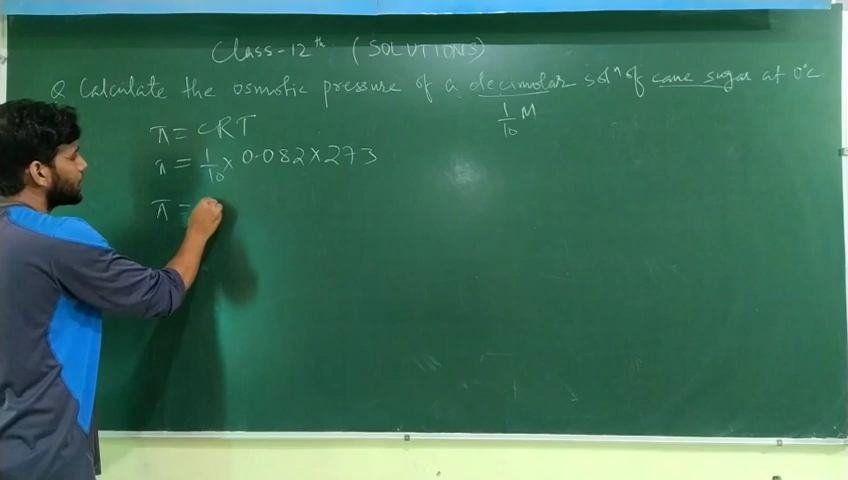 Class-12th (SOLUTIONS)
Q Calculate the osmotic pressure of a decimolar solⁿ of cane sugar at 0°C
1/10 M
π = CRT
π = 1/10 × 0.082 × 273
π =